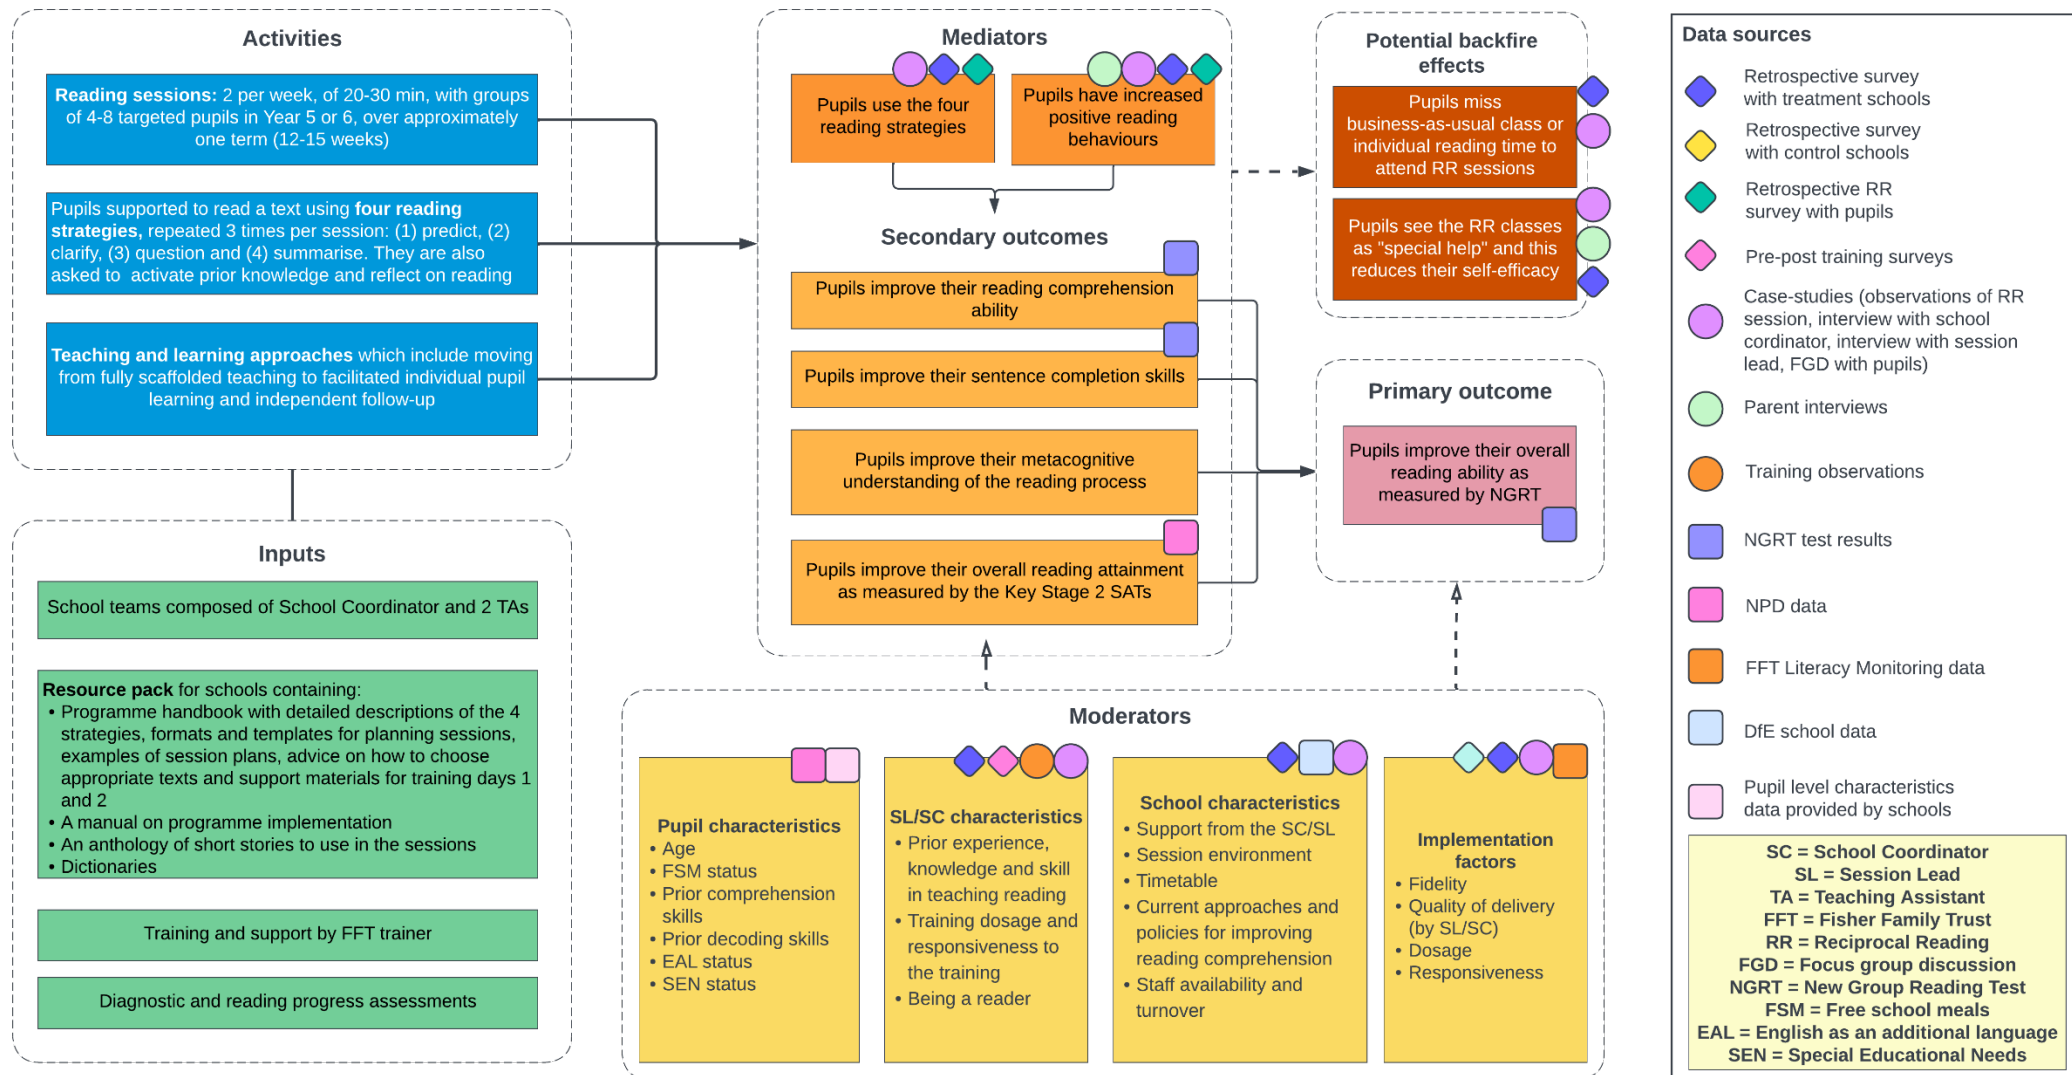 Activities
Reading sessions: 2 per week, of 20-30 min, with groups
of 4-8 targeted pupils in Year 5 or 6, over approximately
one term (12-15 weeks)
Pupils supported to read a text using four reading
strategies, repeated 3 times per session: (1) predict, (2)
clarify, (3) question and (4) summarise. They are also
asked to activate prior knowledge and reflect on reading
Teaching and learning approaches which include moving
from fully scaffolded teaching to facilitated individual pupil
learning and independent follow-up
Inputs
School teams composed of School Coordinator and 2 TAs
Resource pack for schools containing:
• Programme handbook with detailed descriptions of the 4
strategies, formats and templates for planning sessions,
examples of session plans, advice on how to choose
appropriate texts and support materials for training days 1
and 2
• A manual on programme implementation
• An anthology of short stories to use in the sessions
• Dictionaries
Training and support by FFT trainer
Diagnostic and reading progress assessments
Mediators
Pupils use the four
reading strategies
Pupils have increased
positive reading
behaviours
Secondary outcomes
Pupils improve their reading comprehension
ability
Pupils improve their sentence completion skills
Pupils improve their metacognitive
understanding of the reading process
Pupils improve their overall reading attainment
as measured by the Key Stage 2 SATs
Potential backfire
effects
Pupils miss
business-as-usual class or
individual reading time to
attend RR sessions
Pupils see the RR classes
as "special help" and this
reduces their self-efficacy
Primary outcome
Pupils improve their overall
reading ability as
measured by NGRT
Moderators
Pupil characteristics
• Age
• FSM status
• Prior comprehension
skills
• Prior decoding skills
• EAL status
• SEN status
SL/SC characteristics
• Prior experience,
knowledge and skill
in teaching reading
• Training dosage and
responsiveness to
the training
• Being a reader
School characteristics
• Support from the SC/SL
• Session environment
• Timetable
• Current approaches and
policies for improving
reading comprehension
• Staff availability and
turnover
Implementation
factors
• Fidelity
• Quality of delivery
(by SL/SC)
• Dosage
• Responsiveness
Data sources
Retrospective survey
with treatment schools
Retrospective survey
with control schools
Retrospective RR
survey with pupils
Pre-post training surveys
Case-studies (observations of RR
session, interview with school
cordinator, interview with session
lead, FGD with pupils)
Parent interviews
Training observations
NGRT test results
NPD data
FFT Literacy Monitoring data
DfE school data
Pupil level characteristics
data provided by schools
SC = School Coordinator
SL = Session Lead
TA = Teaching Assistant
FFT = Fisher Family Trust
RR = Reciprocal Reading
FGD = Focus group discussion
NGRT = New Group Reading Test
FSM = Free school meals
EAL = English as an additional language
SEN = Special Educational Needs